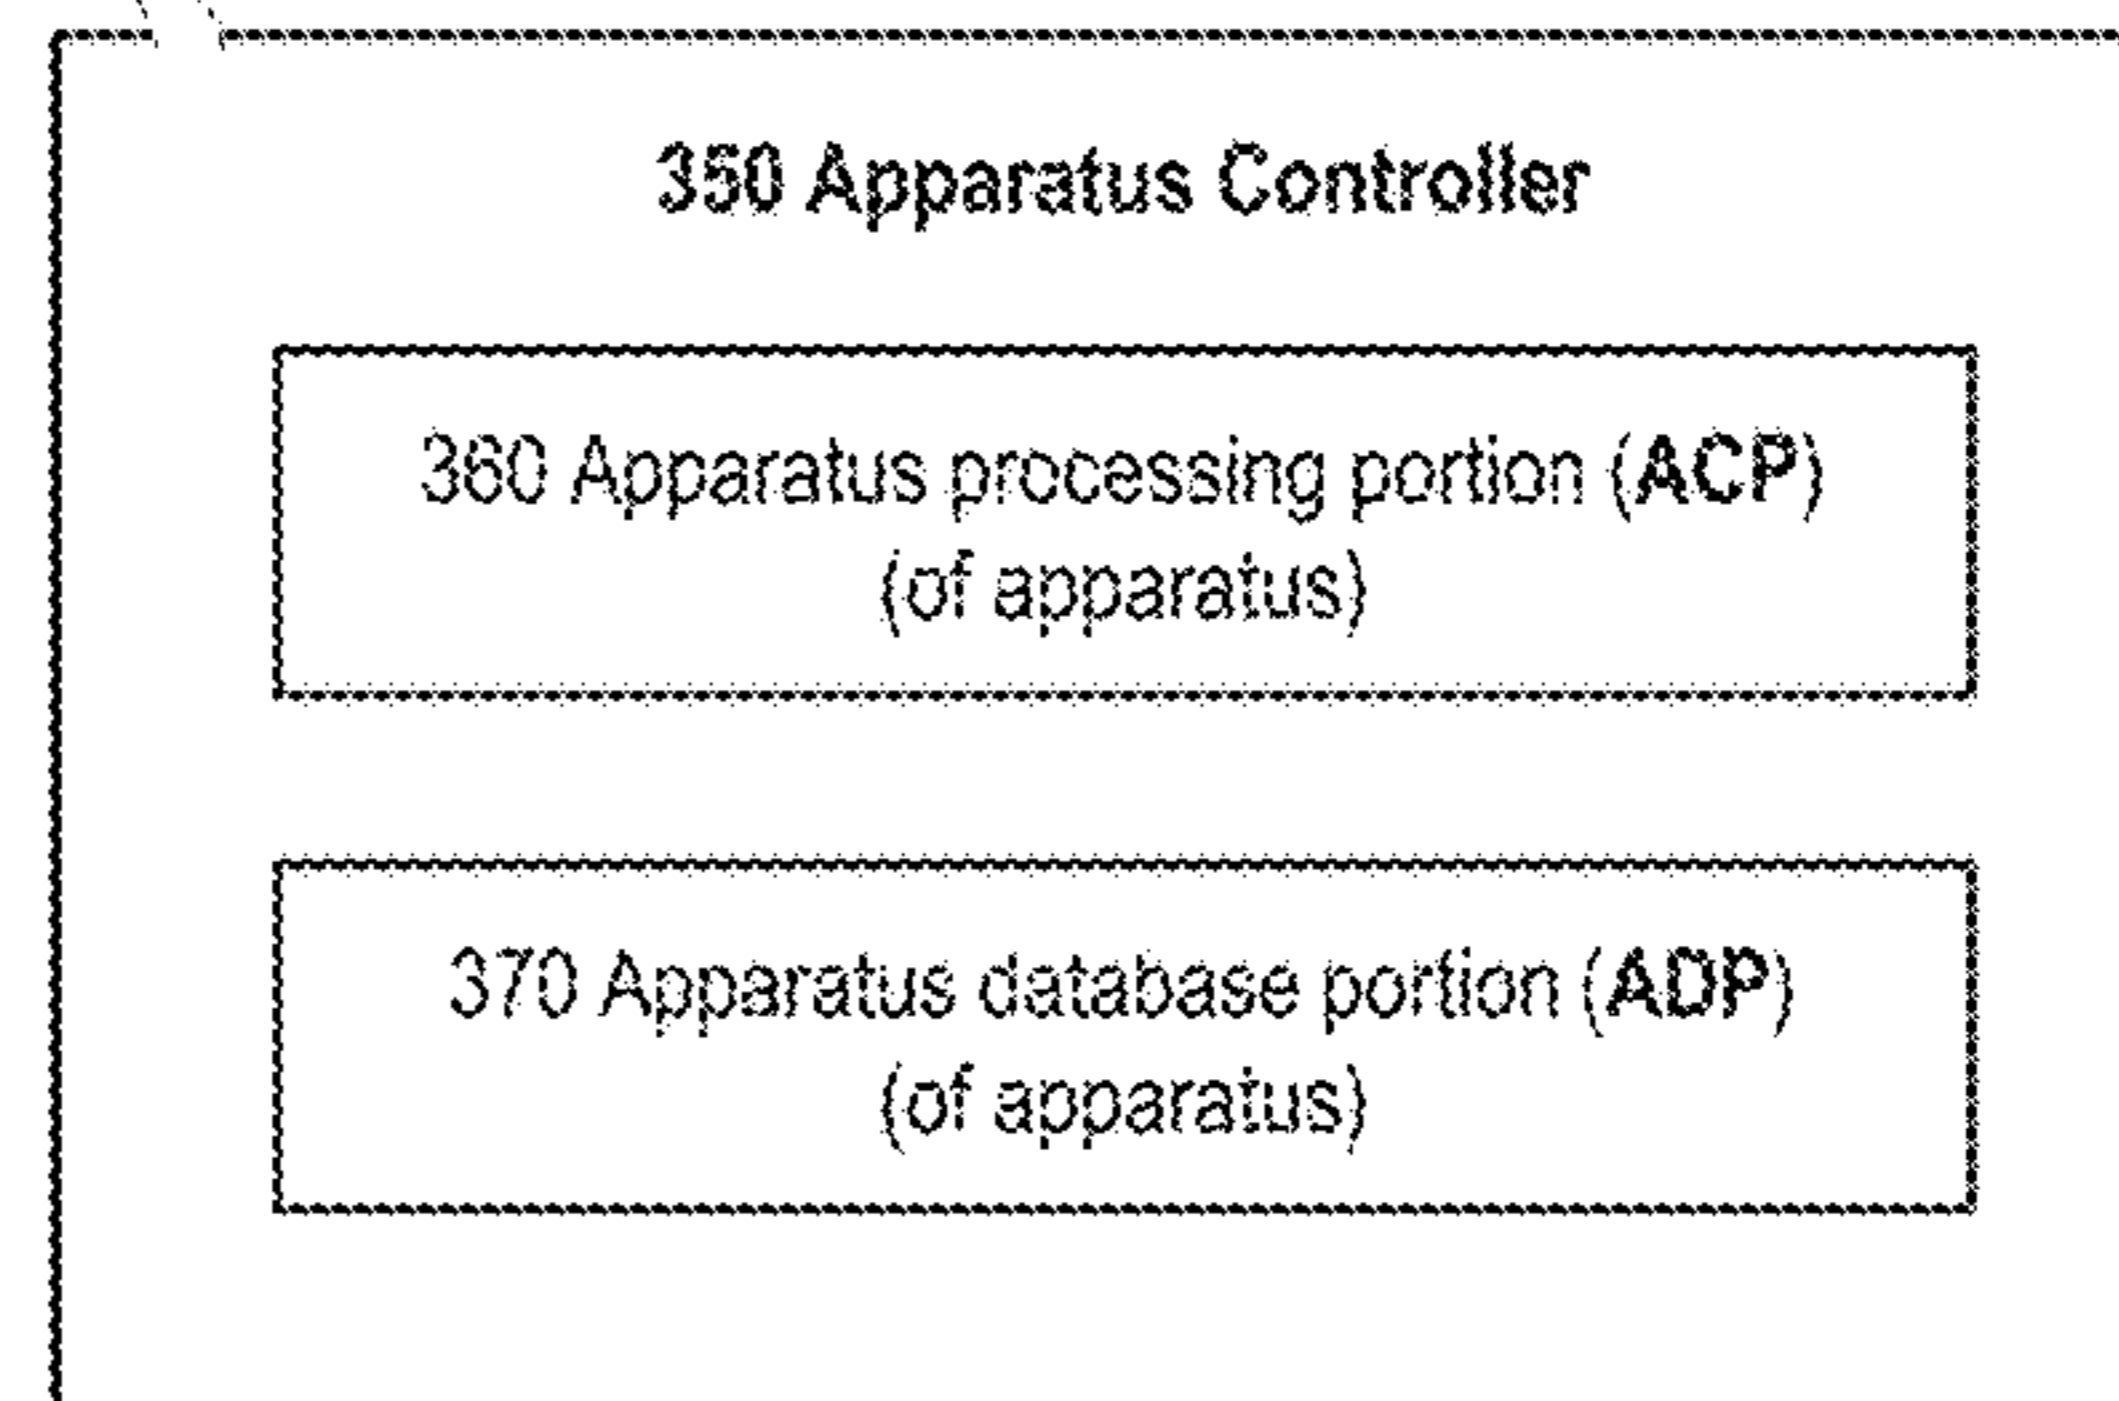 350 Apparatus Controller
360 Apparatus processing portion (ACP)
(of apparatus)
370 Apparatus database portion (ADP)
(of apparatus)